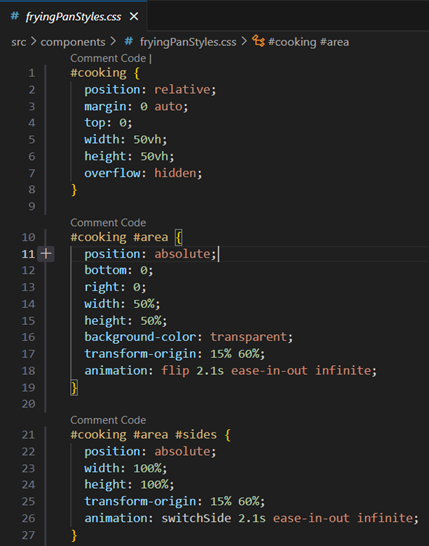 # fryingPanStyles.css ×
src > components > # fryingPanStyles.css > #cooking #area
Comment Code |
1 #cooking {
2 position: relative;
3 margin: 0 auto;
4 top: 0;
5 width: 50vh;
6 height: 50vh;
7 overflow: hidden;
8 }
9
Comment Code
10 #cooking #area {
11 position: absolute;
12 bottom: 0;
13 right: 0;
14 width: 50%;
15 height: 50%;
16 background-color: transparent;
17 transform-origin: 15% 60%;
18 animation: flip 2.1s ease-in-out infinite;
19 }
20
Comment Code
21 #cooking #area #sides {
22 position: absolute;
23 width: 100%;
24 height: 100%;
25 transform-origin: 15% 60%;
26 animation: switchSide 2.1s ease-in-out infinite;
27 }